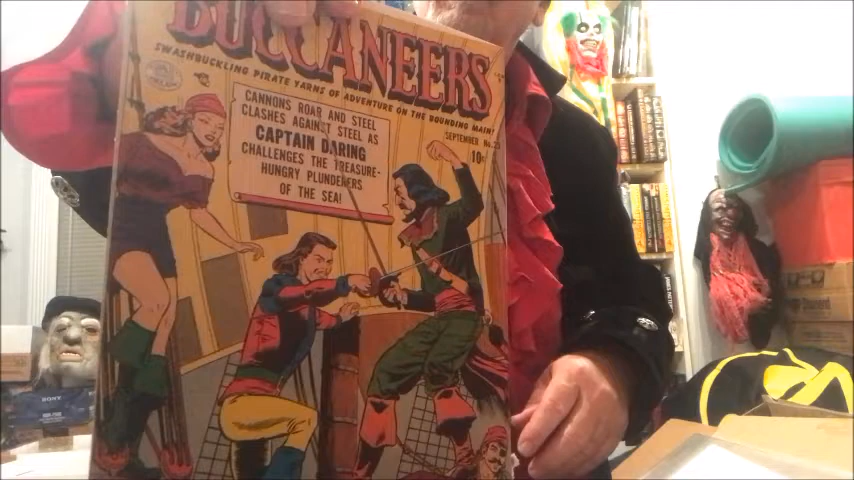 BUCCANEERS
SWASHBUCKLING PIRATE YARNS OF ADVENTURE ON THE BOUNDING MAIN!
SEPTEMBER No.
10¢
CANNONS ROAR AND STEEL
CLASHES AGAINST STEEL AS
CAPTAIN DARING
CHALLENGES THE TREASURE-
HUNGRY PLUNDERERS
OF THE SEA!
SONY